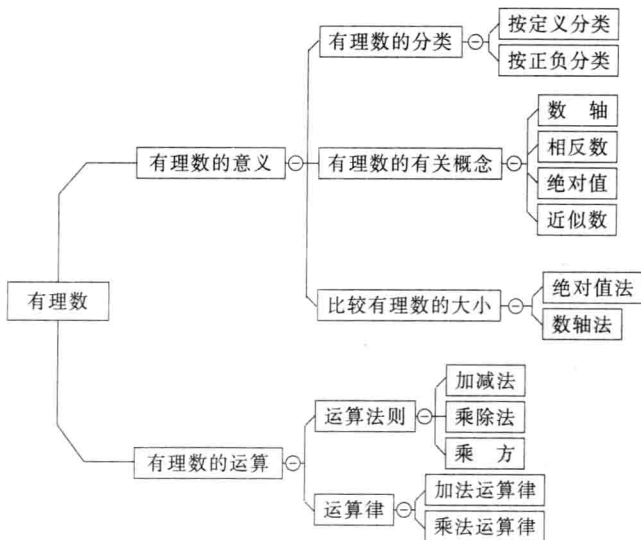 按定义分类
有理数的分类
按正负分类
数　轴
相反数
有理数的意义
有理数的有关概念
绝对值
近似数
绝对值法
有理数
比较有理数的大小
数轴法
加减法
运算法则
乘除法
乘　方
有理数的运算
加法运算律
运算律
乘法运算律